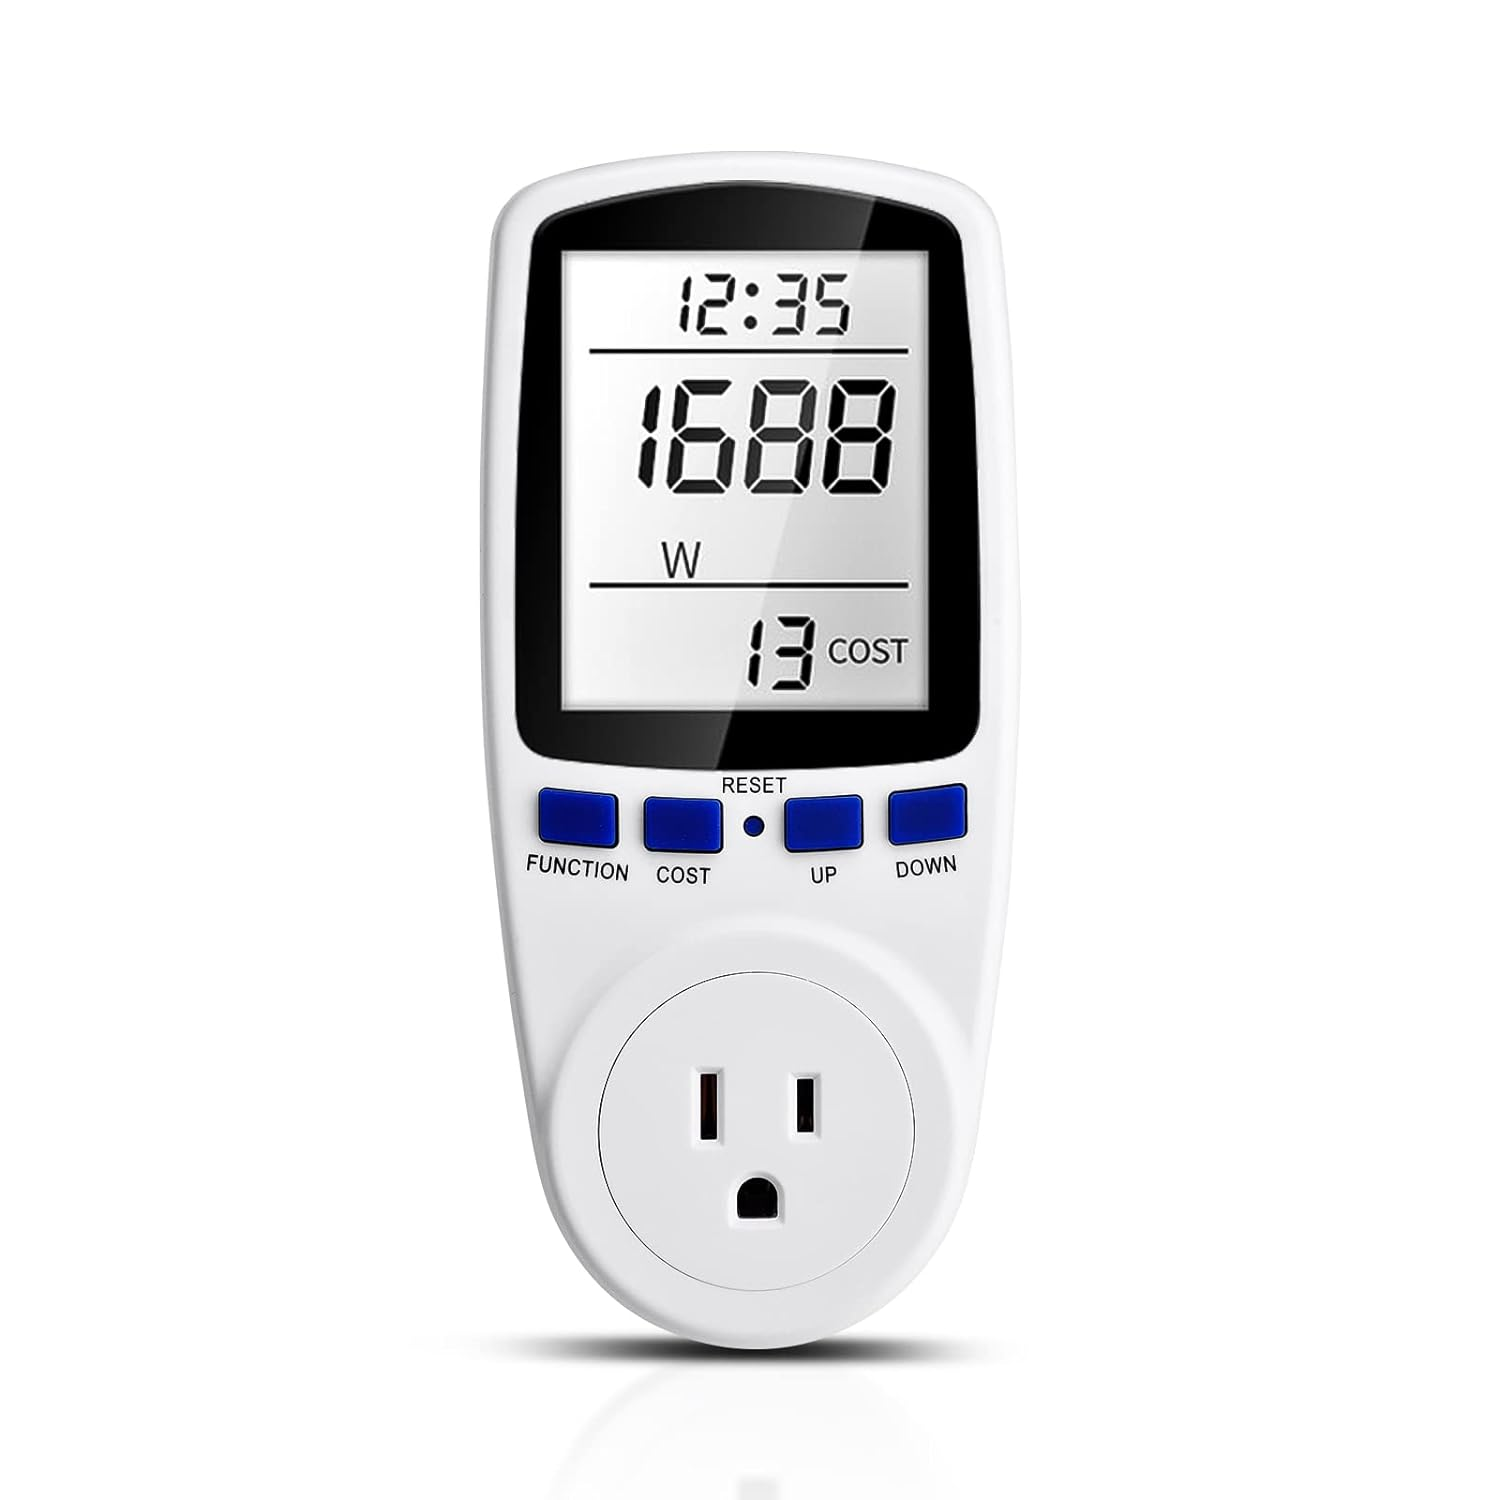 12:35
1688
W
13 COST
RESET
FUNCTION COST UP DOWN